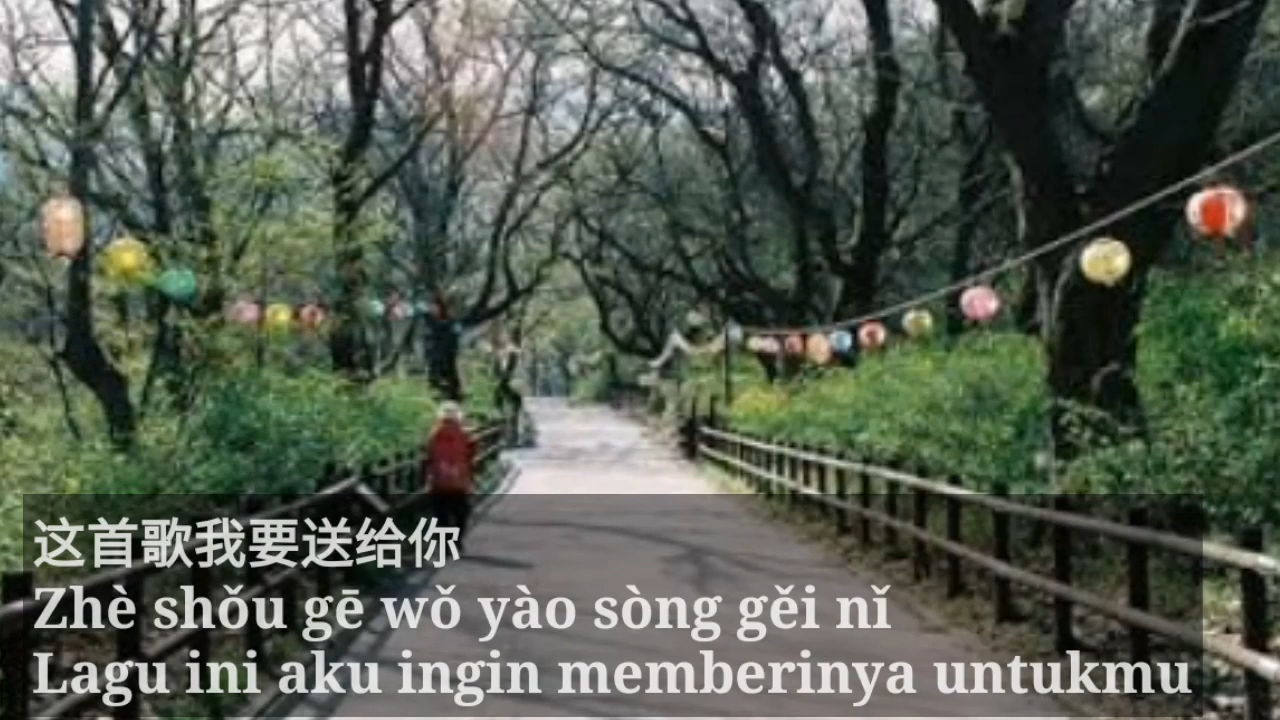 这首歌我要送给你
Zhè shǒu gē wǒ yào sòng gěi nǐ
Lagu ini aku ingin memberinya untukmu